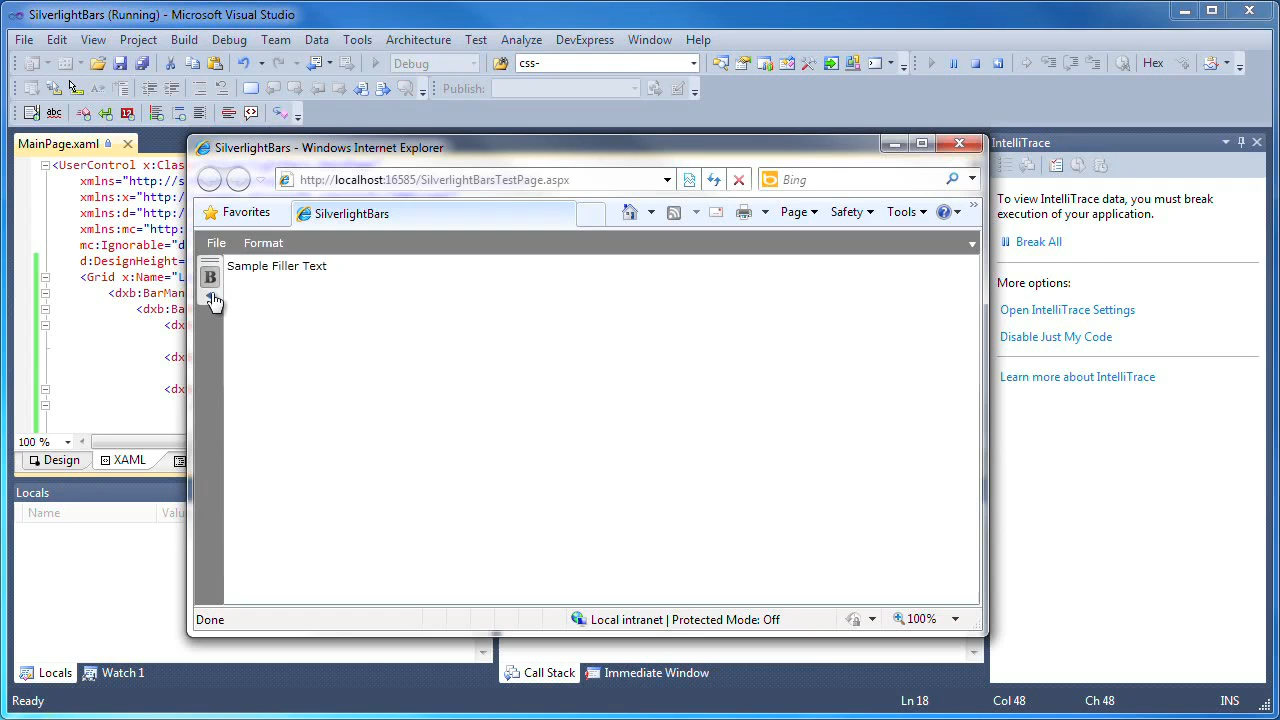 SilverlightBars (Running) - Microsoft Visual Studio
File Edit View Project Build Debug Team Data Tools Architecture Test Analyze DevExpress Window Help
Debug css-
Publish: Hex
MainPage.xaml
<UserControl x:Clas
xmlns="http://s
xmlns:x="http:/
xmlns:d="http:/
xmlns:mc="http:
mc:Ignorable="d
d:DesignHeight=
<Grid x:Name="L
<dxb:BarMan
<dxb:Ba
<dx
<dx
<dx
100 %
Design XAML
Locals
Name Valu
SilverlightBars - Windows Internet Explorer
http://localhost:16585/SilverlightBarsTestPage.aspx
Bing
Favorites SilverlightBars Page Safety Tools
File Format
B
Sample Filler Text
Done Local intranet | Protected Mode: Off 100%
IntelliTrace
To view IntelliTrace data, you must break
execution of your application.
Break All
More options:
Open IntelliTrace Settings
Disable Just My Code
Learn more about IntelliTrace
Locals Watch 1 Call Stack Immediate Window
Ready Ln 18 Col 48 Ch 48 INS